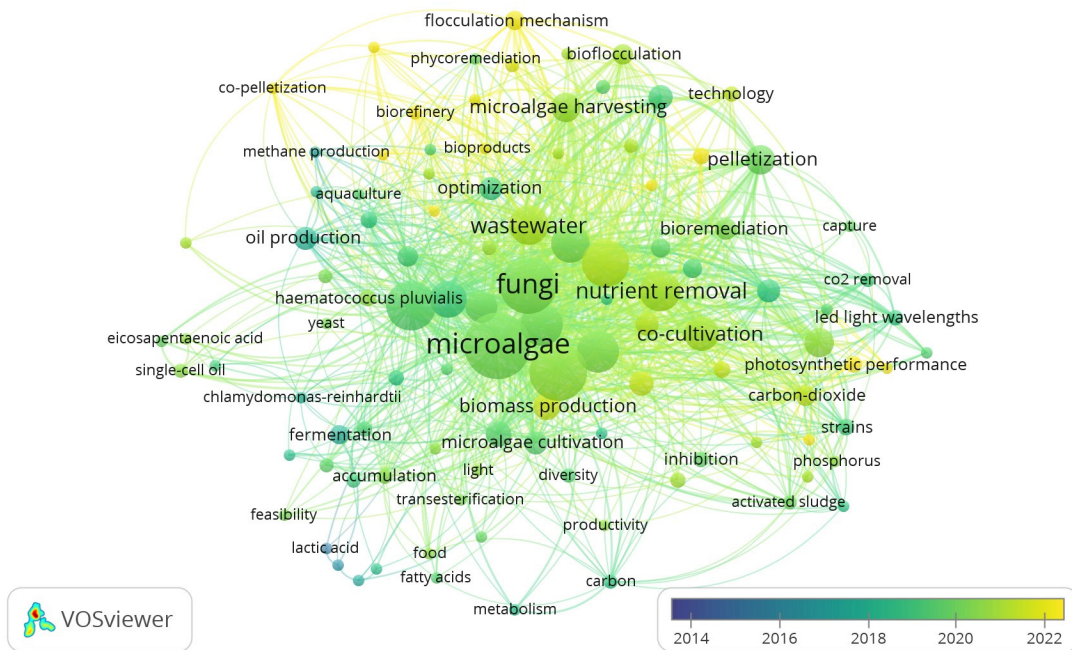 flocculation mechanism
phycoremediation
bioflocculation
co-pelletization
technology
biorefinery
microalgae harvesting
bioproducts
methane production
pelletization
aquaculture
optimization
wastewater
bioremediation
capture
oil production
co2 removal
fungi
nutrient removal
haematococcus pluvialis
led light wavelengths
yeast
co-cultivation
eicosapentaenoic acid
microalgae
photosynthetic performance
single-cell oil
chlamydomonas-reinhardtii
carbon-dioxide
biomass production
strains
fermentation
microalgae cultivation
inhibition
phosphorus
accumulation
light
diversity
transesterification
activated sludge
feasibility
productivity
lactic acid
food
fatty acids
carbon
metabolism
VOSviewer
2014 2016 2018 2020 2022